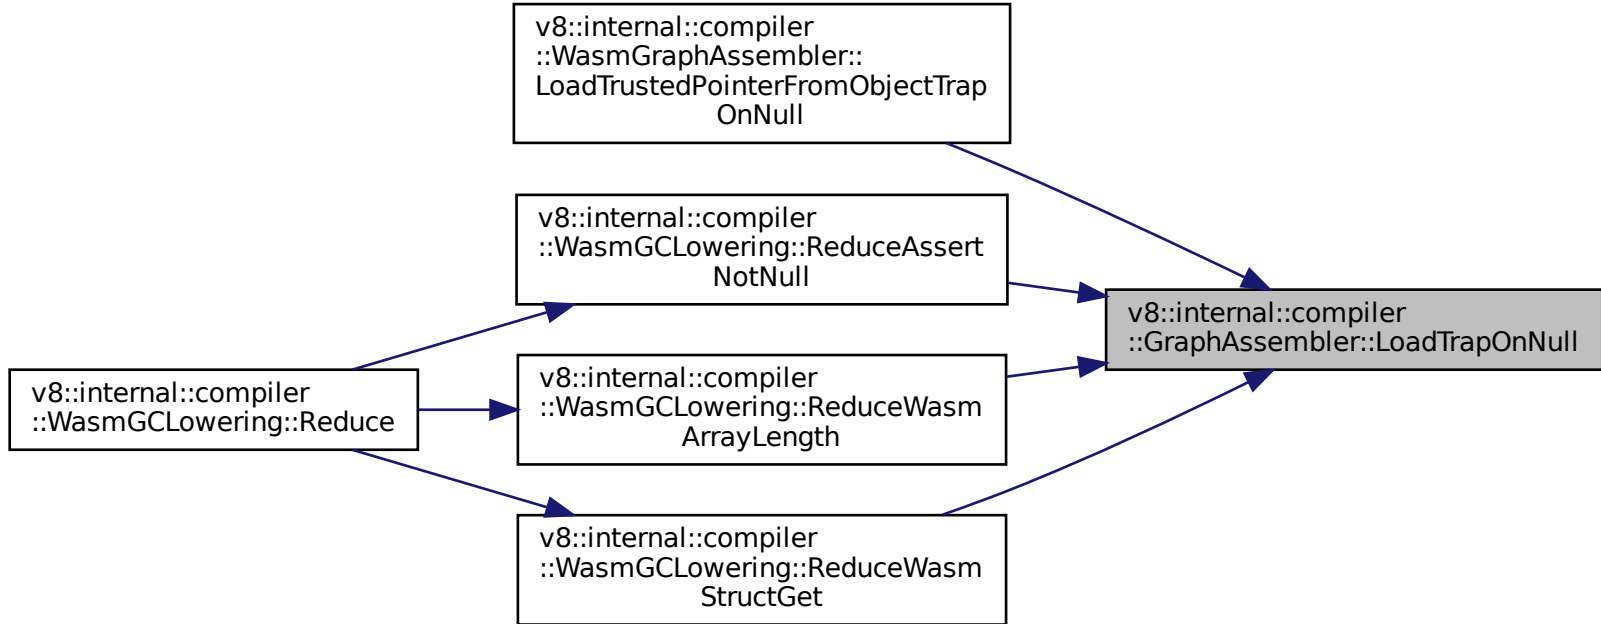 v8::internal::compiler
::WasmGraphAssembler::
LoadTrustedPointerFromObjectTrap
OnNull
v8::internal::compiler
::WasmGCLowering::ReduceAssert
NotNull
v8::internal::compiler
::GraphAssembler::LoadTrapOnNull
v8::internal::compiler
::WasmGCLowering::Reduce
v8::internal::compiler
::WasmGCLowering::ReduceWasm
ArrayLength
v8::internal::compiler
::WasmGCLowering::ReduceWasm
StructGet